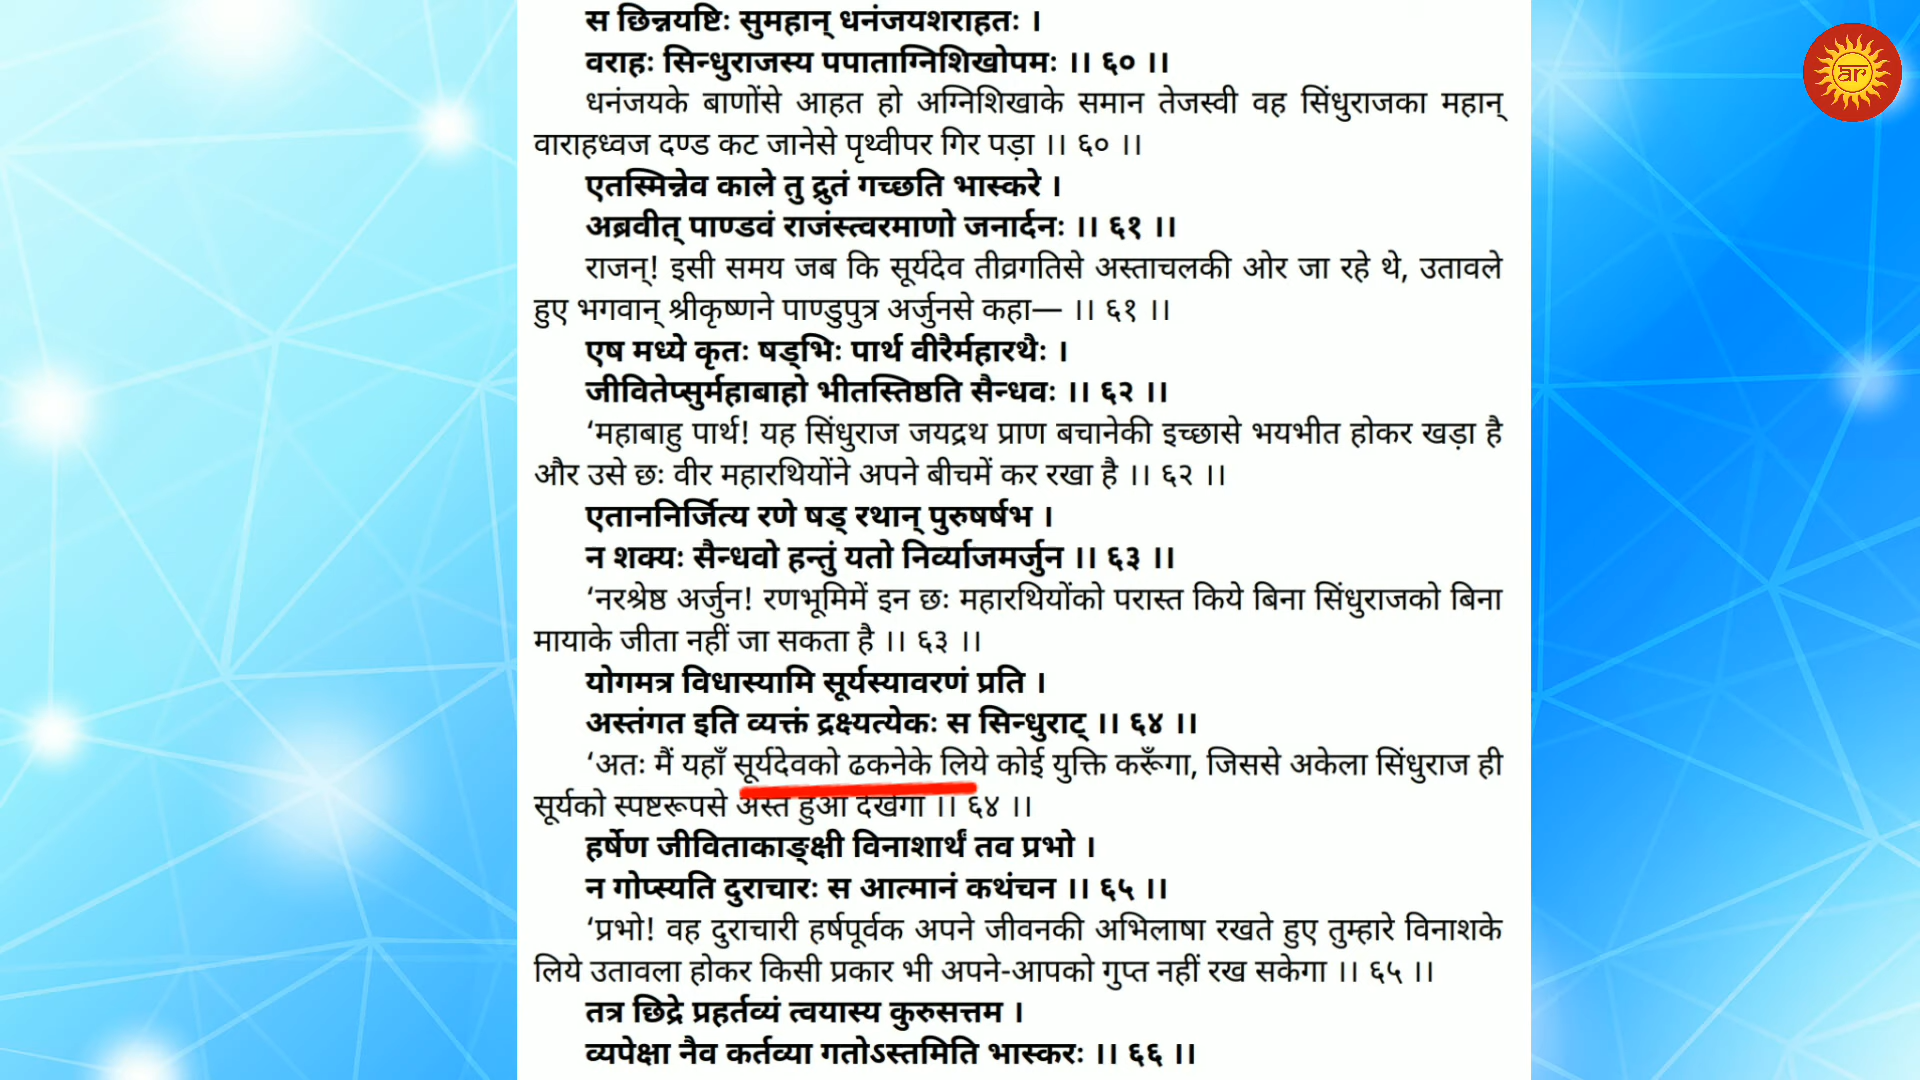 स छिन्नयष्टिः सुमहान् धनंजयशराहतः ।
वराहः सिन्धुराजस्य पपाताग्निशिखोपमः ।। ६० ।।
धनंजयके बाणोंसे आहत हो अग्निशिखाके समान तेजस्वी वह सिंधुराजका महान्
वाराहध्वज दण्ड कट जानेसे पृथ्वीपर गिर पड़ा ।। ६० ।।
एतस्मिन्नेव काले तु द्रुतं गच्छति भास्करे ।
अब्रवीत् पाण्डवं राजंस्त्वरमाणो जनार्दनः ।। ६१ ।।
राजन्! इसी समय जब कि सूर्यदेव तीव्रगतिसे अस्ताचलकी ओर जा रहे थे, उतावले
हुए भगवान् श्रीकृष्णने पाण्डुपुत्र अर्जुनसे कहा— ।। ६१ ।।
एष मध्ये कृतः षड्भिः पार्थ वीरैर्महारथैः ।
जीवितेप्सुर्महाबाहो भीतस्तिष्ठति सैन्धवः ।। ६२ ।।
‘महाबाहु पार्थ! यह सिंधुराज जयद्रथ प्राण बचानेकी इच्छासे भयभीत होकर खड़ा है
और उसे छः वीर महारथियोंने अपने बीचमें कर रखा है ।। ६२ ।।
एताननिर्जित्य रणे षड् रथान् पुरुषर्षभ ।
न शक्यः सैन्धवो हन्तुं यतो निर्व्याजमर्जुन ।। ६३ ।।
‘नरश्रेष्ठ अर्जुन! रणभूमिमें इन छः महारथियोंको परास्त किये बिना सिंधुराजको बिना
मायाके जीता नहीं जा सकता है ।। ६३ ।।
योगमत्र विधास्यामि सूर्यस्यावरणं प्रति ।
अस्तंगत इति व्यक्तं द्रक्ष्यत्येकः स सिन्धुराट् ।। ६४ ।।
‘अतः मैं यहाँ सूर्यदेवको ढकनेके लिये कोई युक्ति करूँगा, जिससे अकेला सिंधुराज ही
सूर्यको स्पष्टरूपसे अस्त हुआ देखेगा ।। ६४ ।।
हर्षेण जीविताकाङ्क्षी विनाशार्थं तव प्रभो ।
न गोप्स्यति दुराचारः स आत्मानं कथंचन ।। ६५ ।।
‘प्रभो! वह दुराचारी हर्षपूर्वक अपने जीवनकी अभिलाषा रखते हुए तुम्हारे विनाशके
लिये उतावला होकर किसी प्रकार भी अपने-आपको गुप्त नहीं रख सकेगा ।। ६५ ।।
तत्र छिद्रे प्रहर्तव्यं त्वयास्य कुरुसत्तम ।
व्यपेक्षा नैव कर्तव्या गतोऽस्तमिति भास्करः ।। ६६ ।।
ar